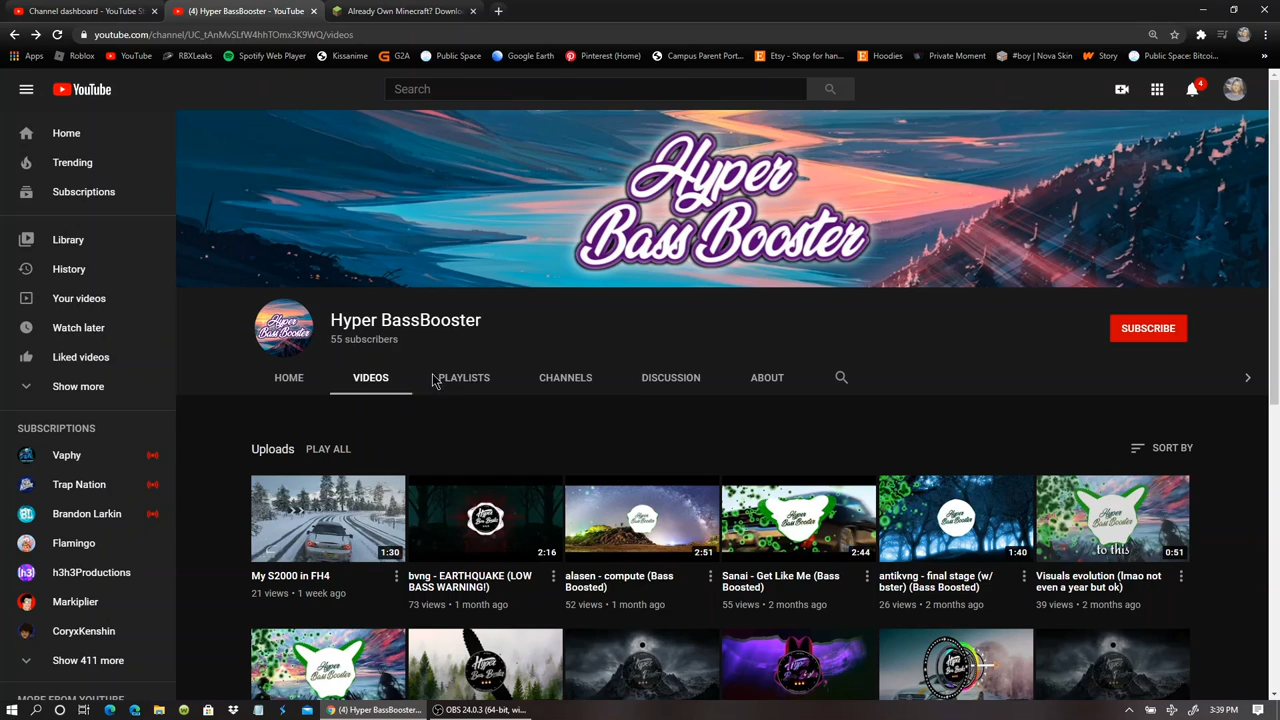 Channel dashboard - YouTube S
(4) Hyper BassBooster - YouTube
Already Own Minecraft? Downlo
youtube.com/channel/UC_tAnMvSLfW4hhTOmx3K9WQ/videos
Apps
Roblox
YouTube
RBXLeaks
Spotify Web Player
Kissanime
G2A
Public Space
Google Earth
Pinterest (Home)
Campus Parent Port...
Etsy - Shop for han...
Hoodies
Private Moment
#boy | Nova Skin
Story
Public Space: Bitcoi...
YouTube
Search
4
Home
Trending
Subscriptions
Library
History
Your videos
Watch later
Liked videos
Show more
SUBSCRIPTIONS
Vaphy
Trap Nation
Brandon Larkin
Flamingo
h3h3Productions
Markiplier
CoryxKenshin
Show 411 more
MORE FROM YOUTUBE
Hyper
Bass Booster
Hyper BassBooster
55 subscribers
SUBSCRIBE
HOME
VIDEOS
PLAYLISTS
CHANNELS
DISCUSSION
ABOUT
Uploads
PLAY ALL
SORT BY
1:30
My S2000 in FH4
21 views • 1 week ago
2:16
bvng - EARTHQUAKE (LOW
BASS WARNING!)
73 views • 1 month ago
2:51
alasen - compute (Bass
Boosted)
52 views • 1 month ago
2:44
Sanai - Get Like Me (Bass
Boosted)
55 views • 2 months ago
1:40
antikvng - final stage (w/
bster) (Bass Boosted)
26 views • 2 months ago
to this
0:51
Visuals evolution (lmao not
even a year but ok)
39 views • 2 months ago
(4) HyperBassBooster...
OBS 24.0.3 (64-bit, wi...
3:39 PM